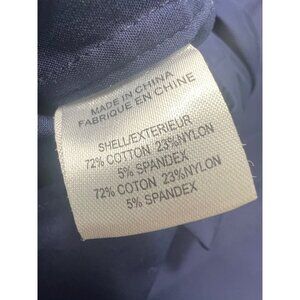 MADE IN CHINA
FABRIQUE EN CHINE
SHELL/EXTERIEUR
72% COTTON 23%NYLON
5% SPANDEX
72% COTON 23%NYLON
5% SPANDEX